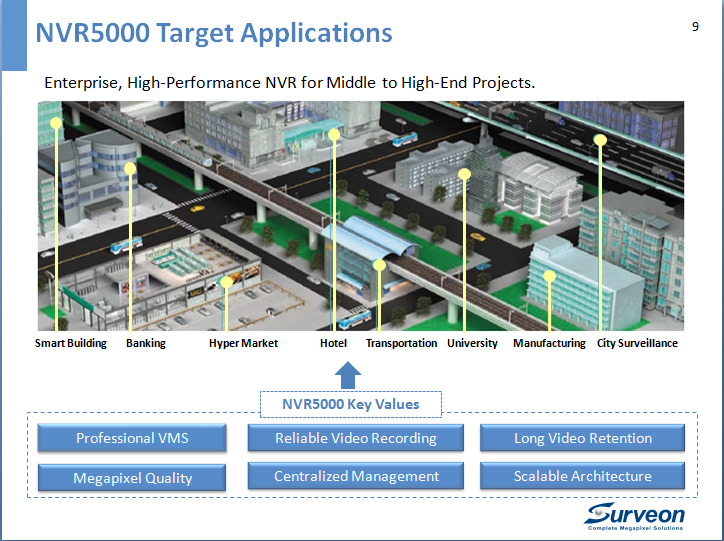 NVR5000 Target Applications
9
Enterprise, High-Performance NVR for Middle to High-End Projects.
Smart Building Banking Hyper Market Hotel Transportation University Manufacturing City Surveillance
NVR5000 Key Values
Professional VMS Reliable Video Recording Long Video Retention
Megapixel Quality Centralized Management Scalable Architecture
Surveon
Complete Megapixel Solutions